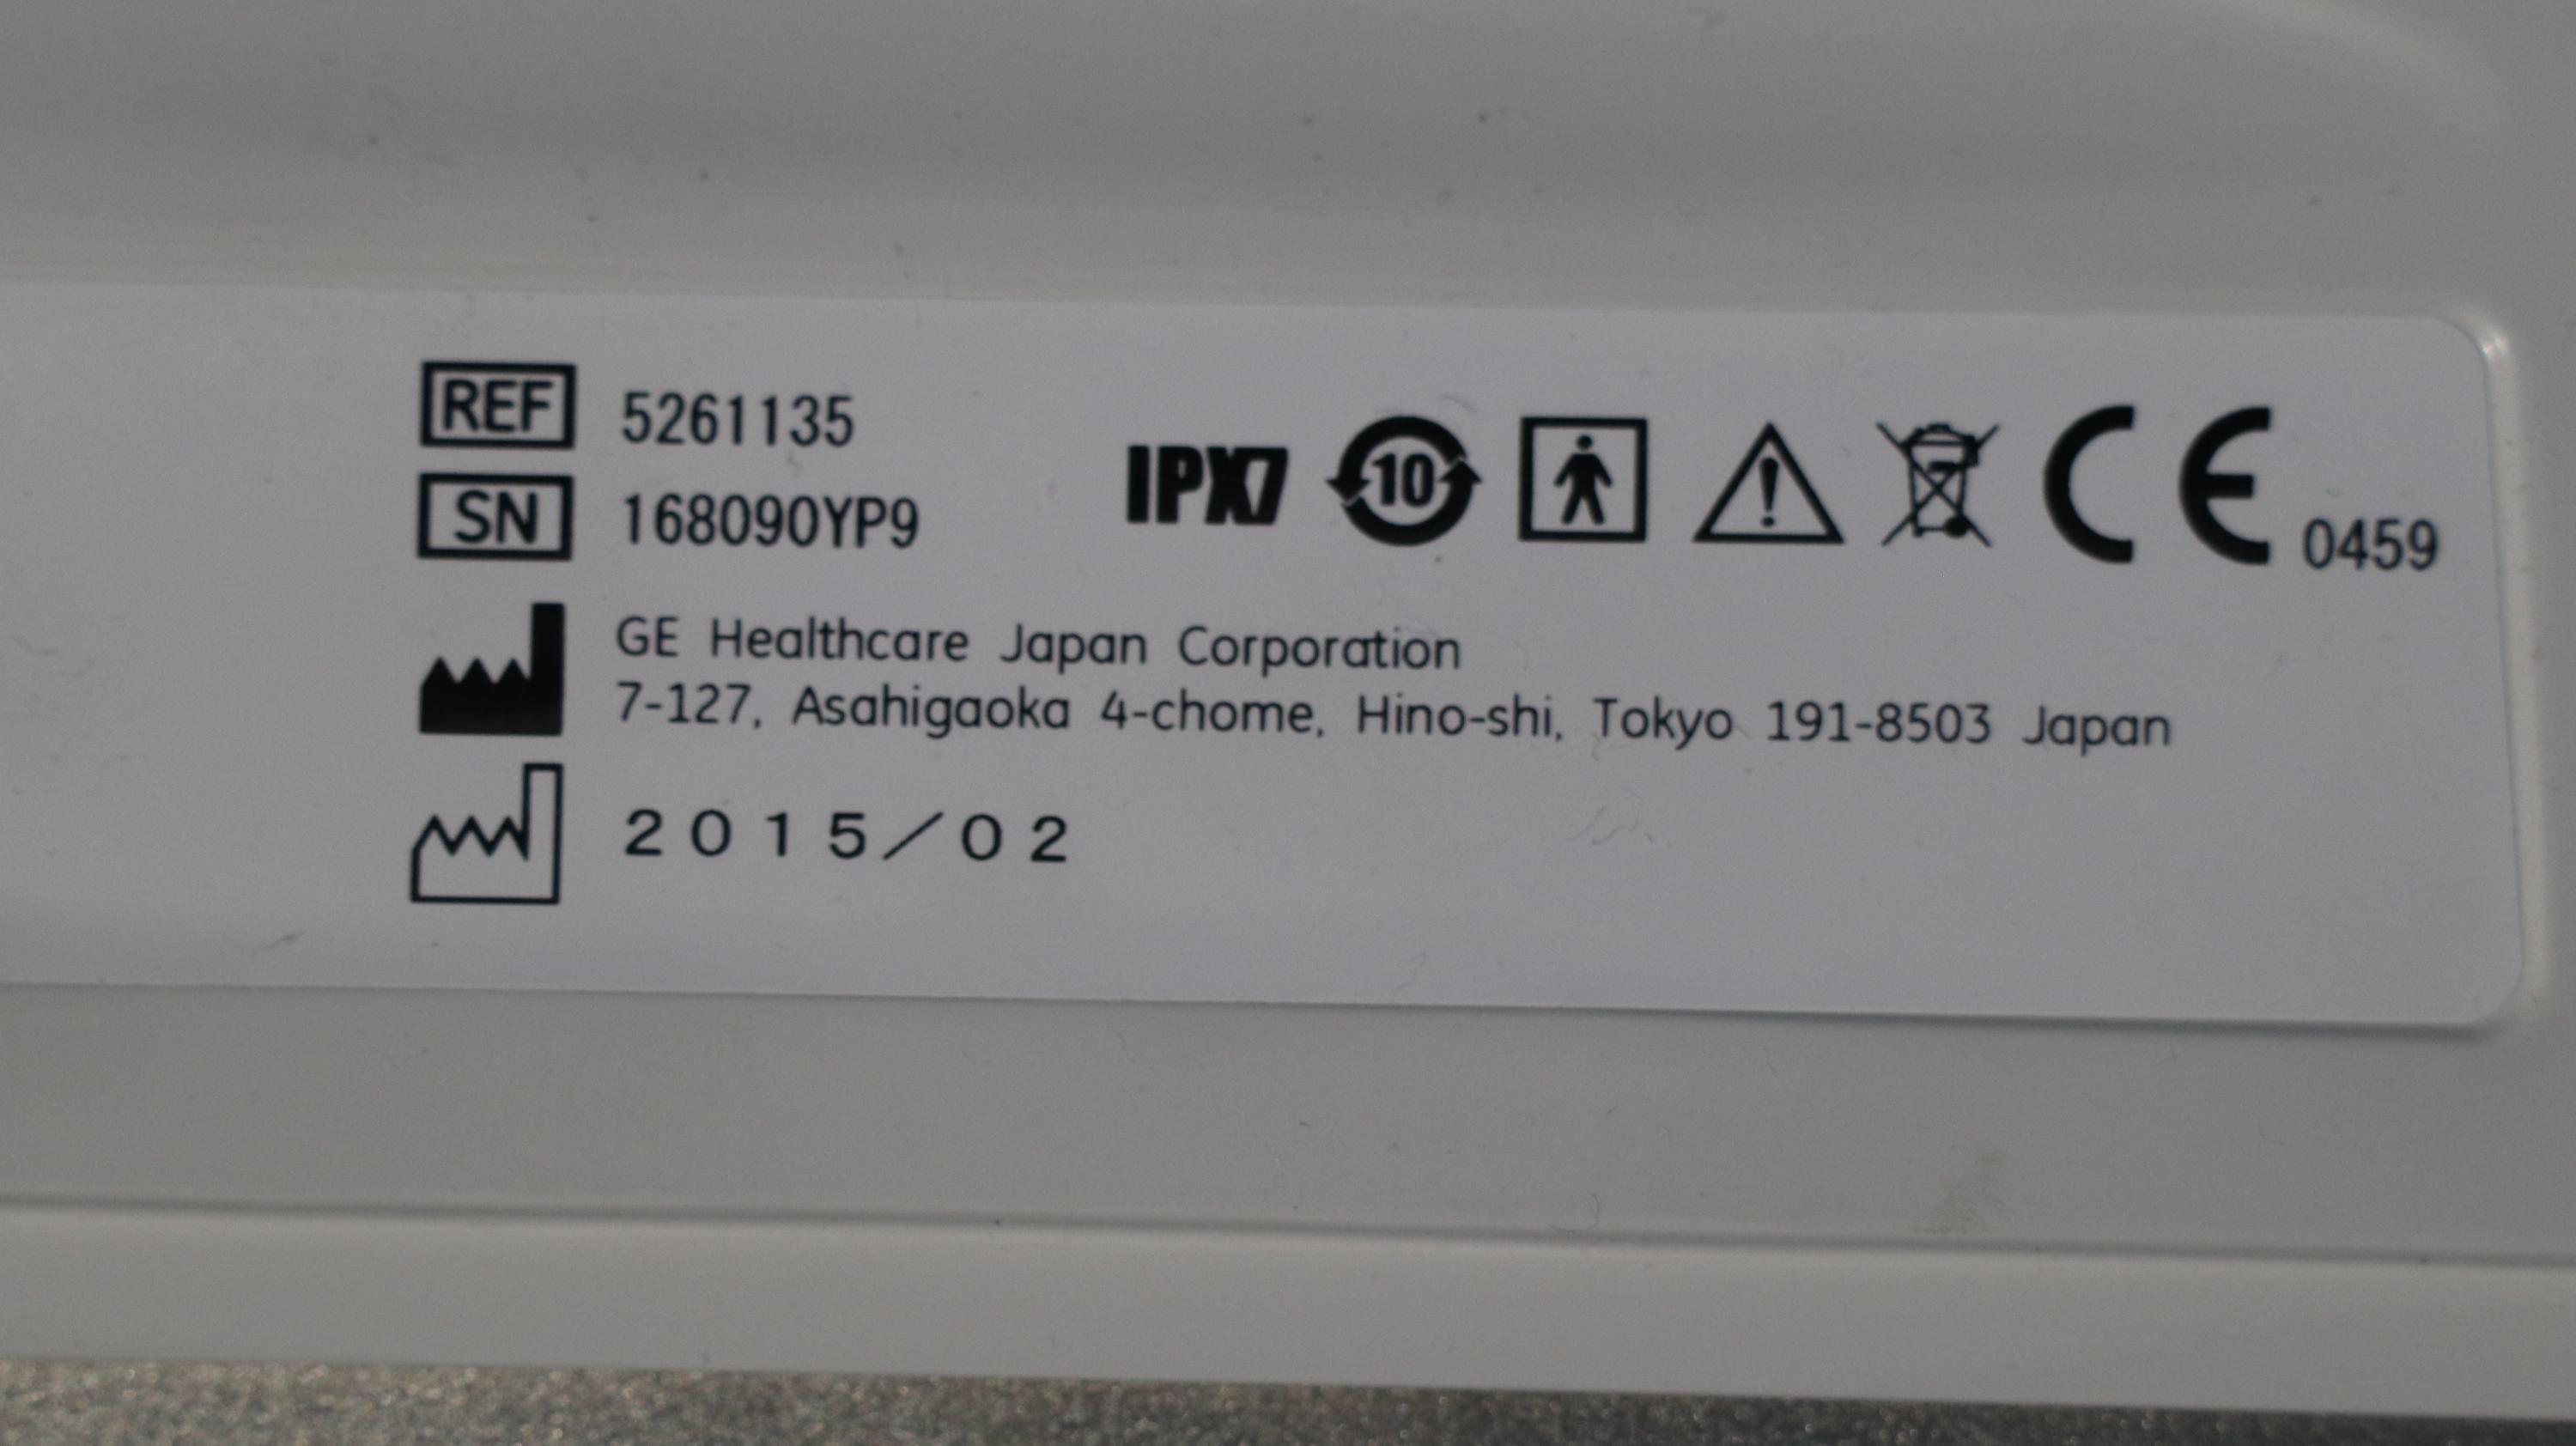 REF 5261135
SN 168090YP9
IPX7 10 CE 0459
GE Healthcare Japan Corporation
7-127, Asahigaoka 4-chome, Hino-shi, Tokyo 191-8503 Japan
2015/02